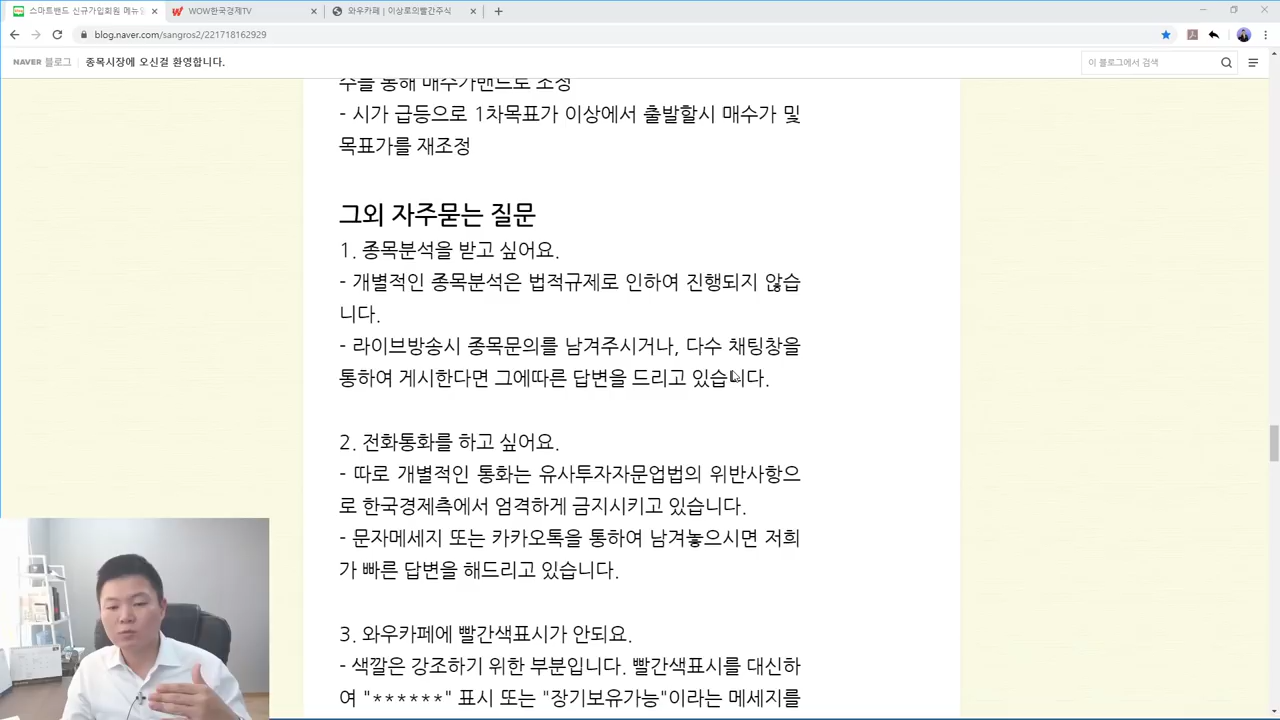 스마트밴드 신규가입회원 메뉴얼
WOW한국경제TV
와우카페 | 이상로의빨간주식
blog.naver.com/sangros2/221718162929
NAVER 블로그
종목시장에 오신걸 환영합니다.
이 블로그에서 검색
수를 통해 매수가밴드로 조정
- 시가 급등으로 1차목표가 이상에서 출발할시 매수가 및
목표가를 재조정
그외 자주묻는 질문
1. 종목분석을 받고 싶어요.
- 개별적인 종목분석은 법적규제로 인하여 진행되지 않습
니다.
- 라이브방송시 종목문의를 남겨주시거나, 다수 채팅창을
통하여 게시한다면 그에따른 답변을 드리고 있습니다.
2. 전화통화를 하고 싶어요.
- 따로 개별적인 통화는 유사투자자문업법의 위반사항으
로 한국경제측에서 엄격하게 금지시키고 있습니다.
- 문자메세지 또는 카카오톡을 통하여 남겨놓으시면 저희
가 빠른 답변을 해드리고 있습니다.
3. 와우카페에 빨간색표시가 안되요.
- 색깔은 강조하기 위한 부분입니다. 빨간색표시를 대신하
여 "******" 표시 또는 "장기보유가능"이라는 메세지를